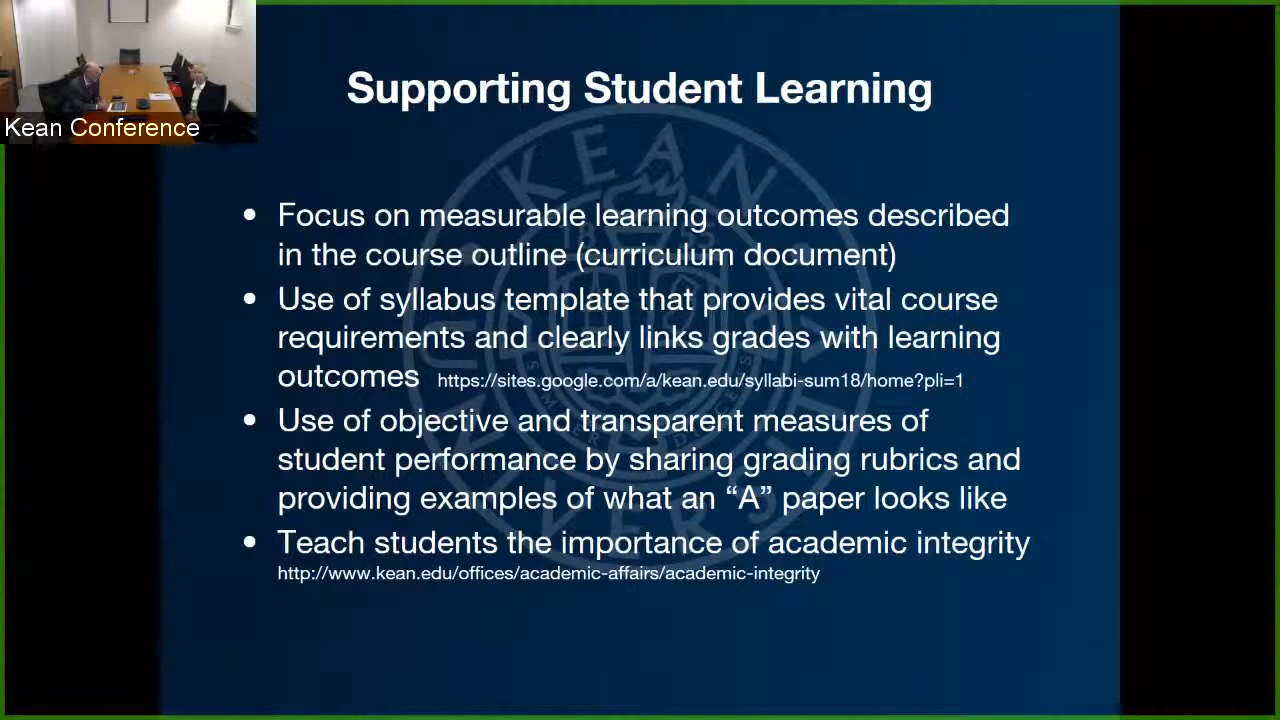 Kean Conference
Supporting Student Learning
KEAN
UNIVERSITY
SEMPER DISCENS
• Focus on measurable learning outcomes described
in the course outline (curriculum document)
• Use of syllabus template that provides vital course
requirements and clearly links grades with learning
outcomes https://sites.google.com/a/kean.edu/syllabi-sum18/home?pli=1
• Use of objective and transparent measures of
student performance by sharing grading rubrics and
providing examples of what an “A” paper looks like
• Teach students the importance of academic integrity
http://www.kean.edu/offices/academic-affairs/academic-integrity